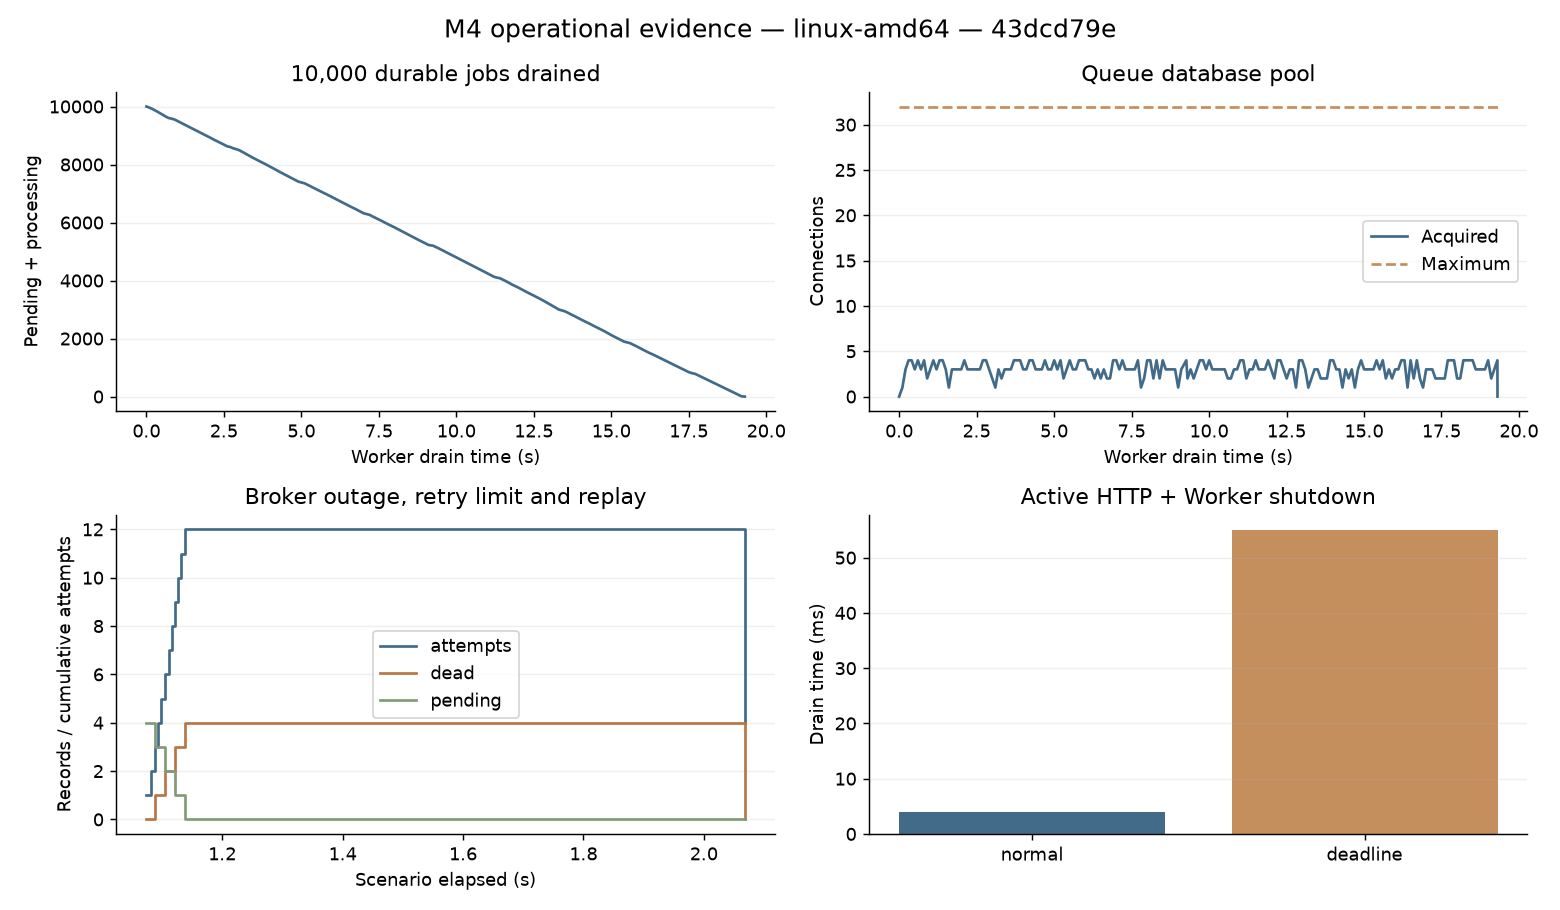 M4 operational evidence — linux-amd64 — 43dcd79e
10,000 durable jobs drained
Pending + processing
10000
8000
6000
4000
2000
0
0.0 2.5 5.0 7.5 10.0 12.5 15.0 17.5 20.0
Worker drain time (s)
Queue database pool
Connections
30
25
20
15
10
5
0
Acquired
Maximum
0.0 2.5 5.0 7.5 10.0 12.5 15.0 17.5 20.0
Worker drain time (s)
Broker outage, retry limit and replay
Records / cumulative attempts
12
10
8
6
4
2
0
attempts
dead
pending
1.2 1.4 1.6 1.8 2.0
Scenario elapsed (s)
Active HTTP + Worker shutdown
Drain time (ms)
50
40
30
20
10
0
normal deadline